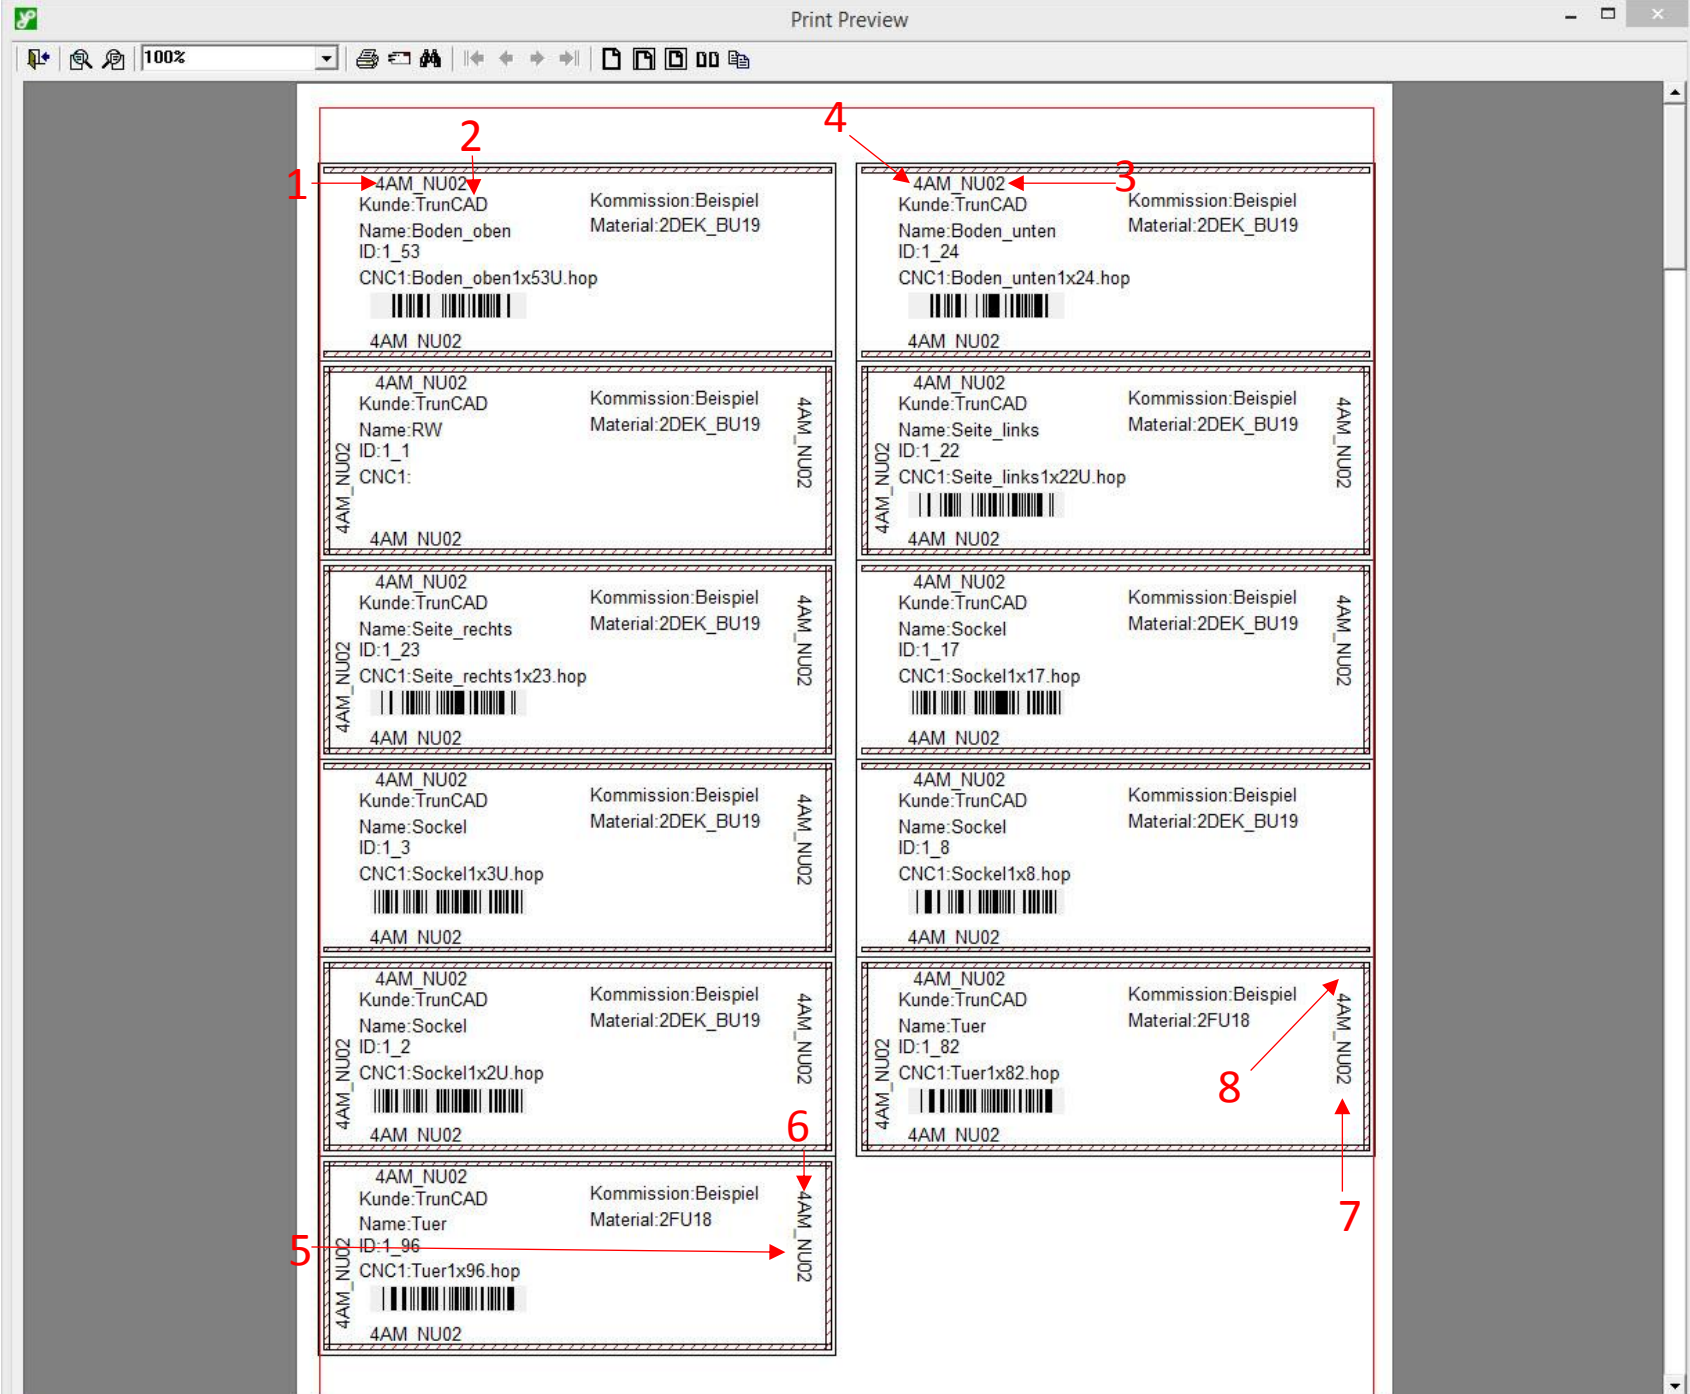 Print Preview
100%
4
2
1
3
4AM_NU02
Kunde:TrunCAD
Kommission:Beispiel
Name:Boden_oben
Material:2DEK_BU19
ID:1_53
CNC1:Boden_oben1x53U.hop
4AM_NU02
4AM_NU02
Kunde:TrunCAD
Kommission:Beispiel
Name:Boden_unten
Material:2DEK_BU19
ID:1_24
CNC1:Boden_unten1x24.hop
4AM_NU02
4AM_NU02
Kunde:TrunCAD
Kommission:Beispiel
Name:RW
Material:2DEK_BU19
ID:1_1
CNC1:
4AM_NU02
4AM_NU02
4AM_NU02
4AM_NU02
Kunde:TrunCAD
Kommission:Beispiel
Name:Seite_links
Material:2DEK_BU19
ID:1_22
CNC1:Seite_links1x22U.hop
4AM_NU02
4AM_NU02
4AM_NU02
4AM_NU02
Kunde:TrunCAD
Kommission:Beispiel
Name:Seite_rechts
Material:2DEK_BU19
ID:1_23
CNC1:Seite_rechts1x23.hop
4AM_NU02
4AM_NU02
4AM_NU02
4AM_NU02
Kunde:TrunCAD
Kommission:Beispiel
Name:Sockel
Material:2DEK_BU19
ID:1_17
CNC1:Sockel1x17.hop
4AM_NU02
4AM_NU02
4AM_NU02
Kunde:TrunCAD
Kommission:Beispiel
Name:Sockel
Material:2DEK_BU19
ID:1_3
CNC1:Sockel1x3U.hop
4AM_NU02
4AM_NU02
4AM_NU02
Kunde:TrunCAD
Kommission:Beispiel
Name:Sockel
Material:2DEK_BU19
ID:1_8
CNC1:Sockel1x8.hop
4AM_NU02
4AM_NU02
Kunde:TrunCAD
Kommission:Beispiel
Name:Sockel
Material:2DEK_BU19
ID:1_2
CNC1:Sockel1x2U.hop
4AM_NU02
4AM_NU02
4AM_NU02
6
4AM_NU02
Kunde:TrunCAD
Kommission:Beispiel
Name:Tuer
Material:2FU18
ID:1_82
CNC1:Tuer1x82.hop
4AM_NU02
4AM_NU02
4AM_NU02
8
7
4AM_NU02
Kunde:TrunCAD
Kommission:Beispiel
Name:Tuer
Material:2FU18
5
ID:1_96
CNC1:Tuer1x96.hop
4AM_NU02
4AM_NU02
4AM_NU02